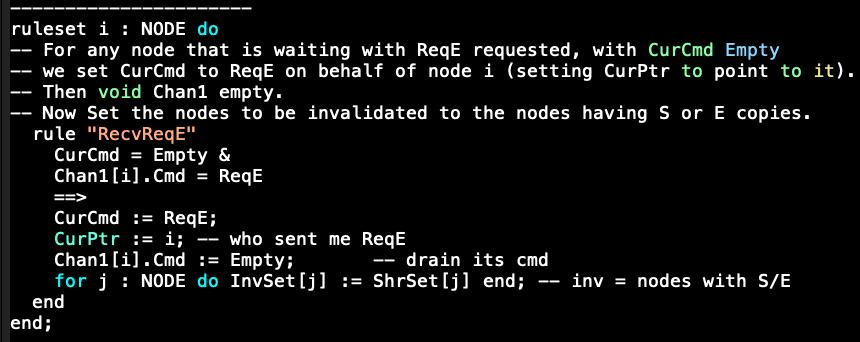 ----------------------
ruleset i : NODE do
-- For any node that is waiting with ReqE requested, with CurCmd Empty
-- we set CurCmd to ReqE on behalf of node i (setting CurPtr to point to it).
-- Then void Chan1 empty.
-- Now Set the nodes to be invalidated to the nodes having S or E copies.
  rule "RecvReqE"
    CurCmd = Empty &
    Chan1[i].Cmd = ReqE
    ==>
    CurCmd := ReqE;
    CurPtr := i; -- who sent me ReqE
    Chan1[i].Cmd := Empty;       -- drain its cmd
    for j : NODE do InvSet[j] := ShrSet[j] end; -- inv = nodes with S/E
  end
end;